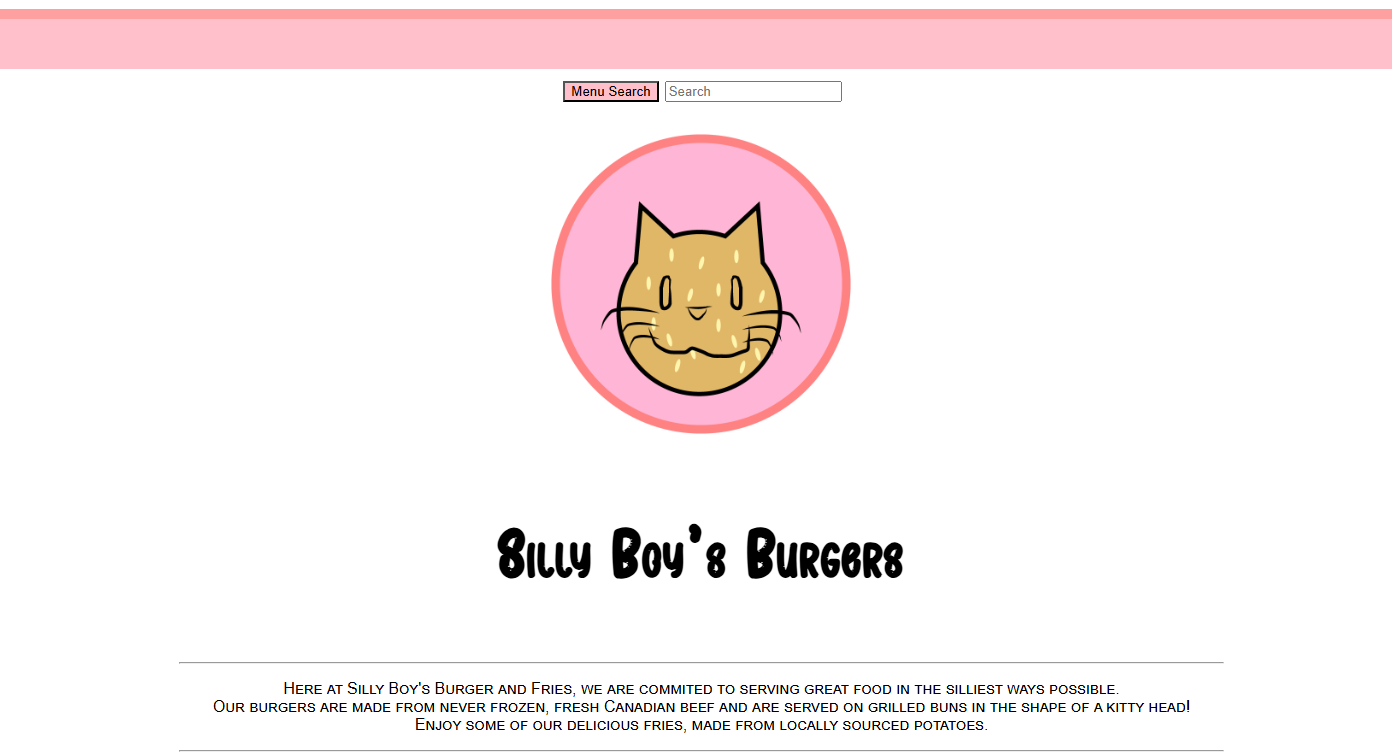 Menu Search Search
Silly Boy's Burgers
Here at Silly Boy's Burger and Fries, we are commited to serving great food in the silliest ways possible.
Our burgers are made from never frozen, fresh Canadian beef and are served on grilled buns in the shape of a kitty head!
Enjoy some of our delicious fries, made from locally sourced potatoes.